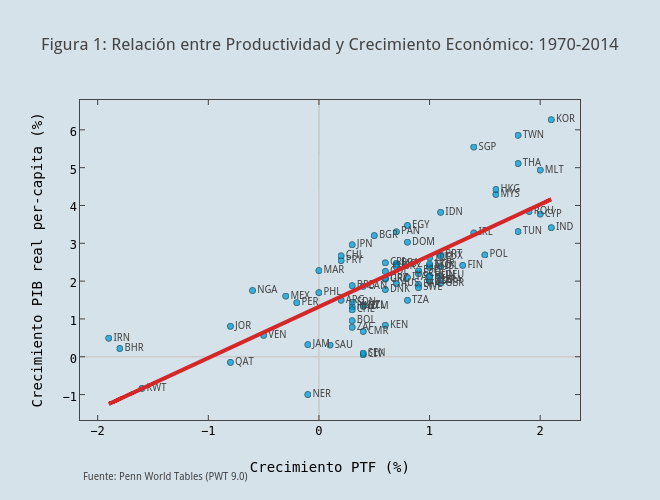 Figura 1: Relación entre Productividad y Crecimiento Económico: 1970-2014
Crecimiento PIB real per-capita (%)
6
5
4
3
2
1
0
−1
KOR
TWN
SGP
THA
MLT
HKG
MYS
IDN
ROU
CYP
EGY
PAN
IRL
TUN
IND
BGR
DOM
JPN
CHL
PRT
POL
FIN
MAR
NGA
MEX
PHL
PER
TZA
DNK
SWE
GBR
BOL
ZAF
KEN
CMR
JOR
VEN
IRN
BHR
JAM
SAU
SEN
QAT
KWT
NER
−2
−1
0
1
2
Crecimiento PTF (%)
Fuente: Penn World Tables (PWT 9.0)